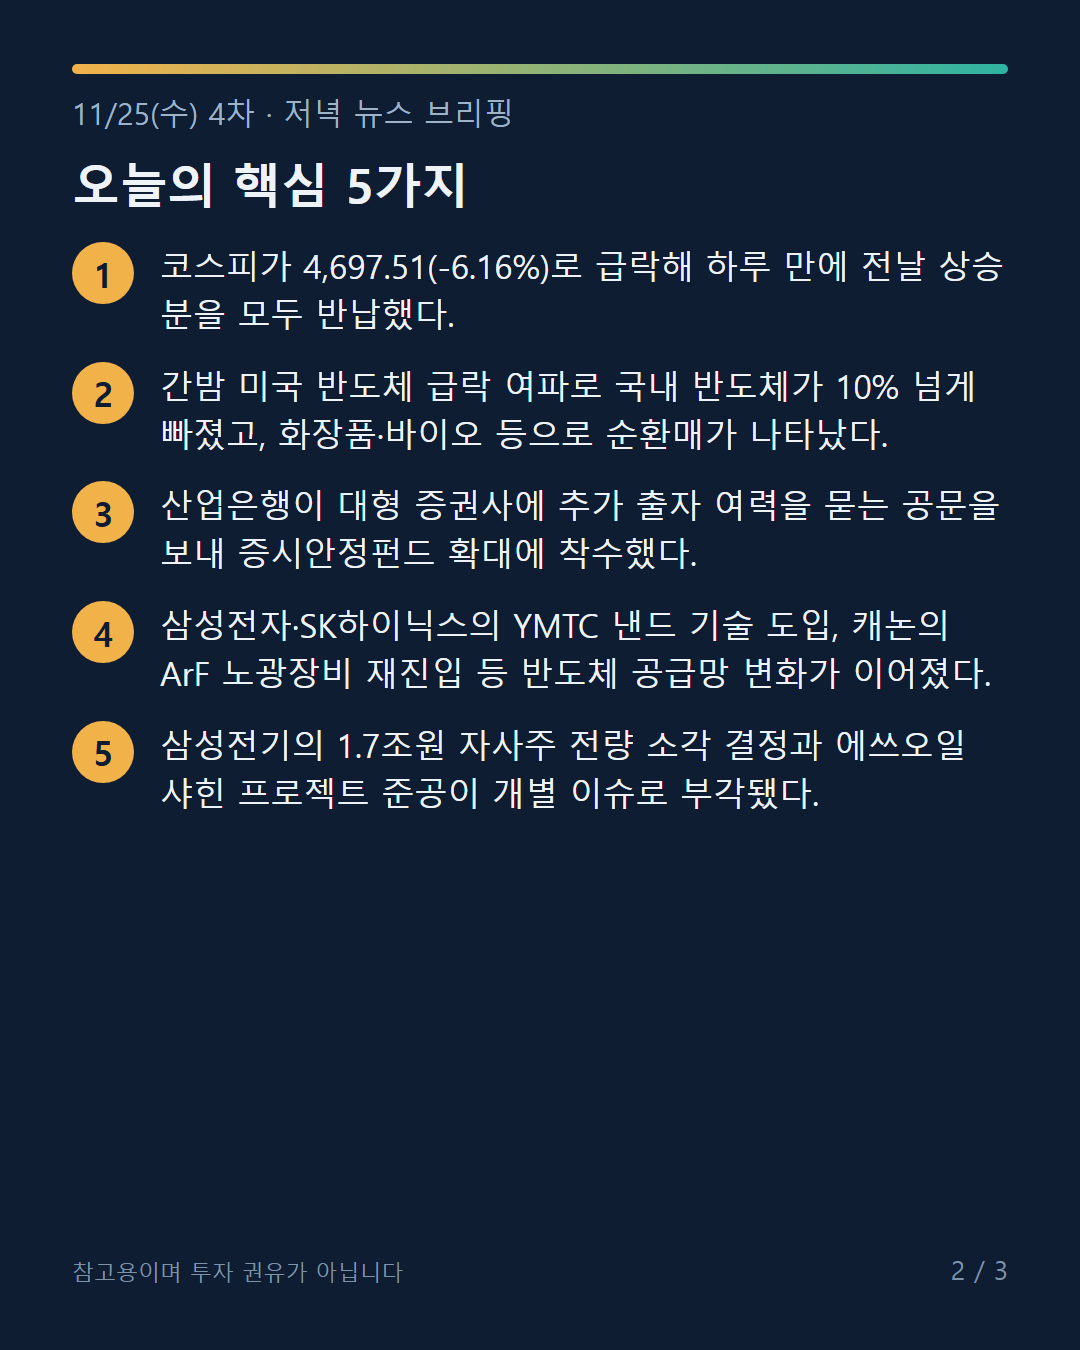 11/25(수) 4차 · 저녁 뉴스 브리핑
오늘의 핵심 5가지
1
코스피가 4,697.51(-6.16%)로 급락해 하루 만에 전날 상승
분을 모두 반납했다.
2
간밤 미국 반도체 급락 여파로 국내 반도체가 10% 넘게
빠졌고, 화장품·바이오 등으로 순환매가 나타났다.
3
산업은행이 대형 증권사에 추가 출자 여력을 묻는 공문을
보내 증시안정펀드 확대에 착수했다.
4
삼성전자·SK하이닉스의 YMTC 낸드 기술 도입, 캐논의
ArF 노광장비 재진입 등 반도체 공급망 변화가 이어졌다.
5
삼성전기의 1.7조원 자사주 전량 소각 결정과 에쓰오일
샤힌 프로젝트 준공이 개별 이슈로 부각됐다.
참고용이며 투자 권유가 아닙니다
2 / 3